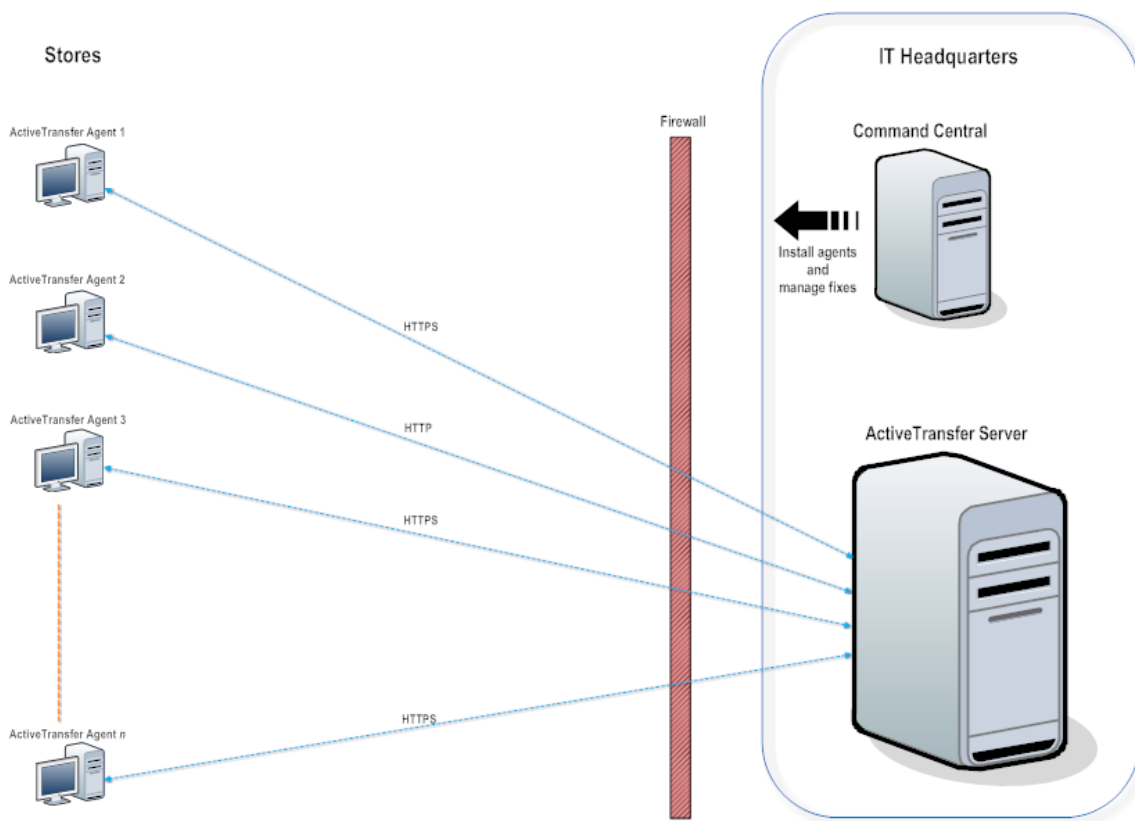 Stores
IT Headquarters
Firewall
Command Central
ActiveTransfer Agent 1
Install agents
and
manage fixes
ActiveTransfer Agent 2
HTTPS
ActiveTransfer Agent 3
HTTP
ActiveTransfer Server
HTTPS
HTTPS
ActiveTransfer Agent n